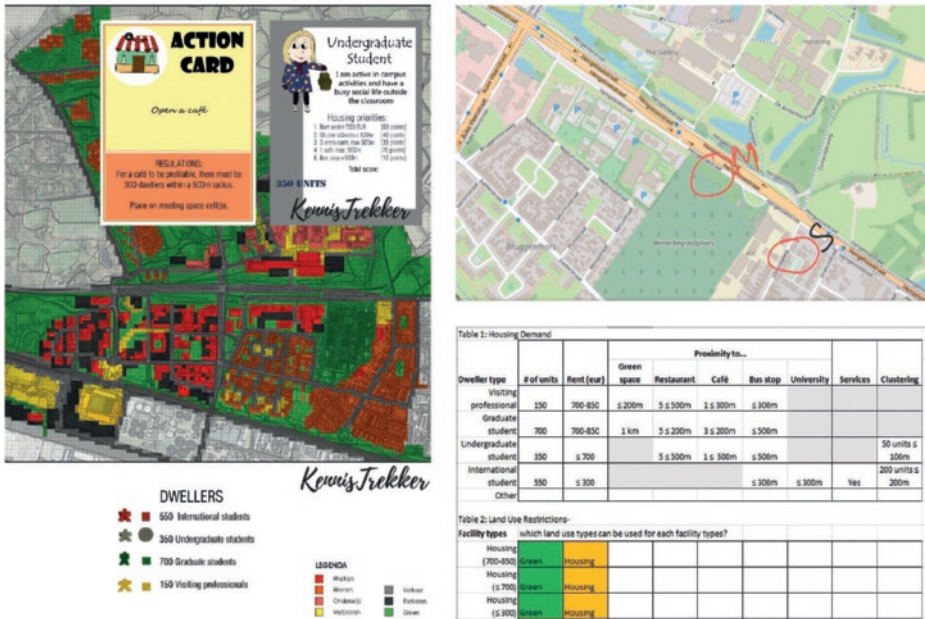 ACTION
CARD
Open a café
REGULATIONS:
For a café to be profitable, there must be
300 dwellers within a 500m radius.
Place on meeting space cell/ss.
Undergraduate
Student
I am active in campus
activities and have a
busy social life outside
the classroom
Housing priorities:
Total score:
350 UNITS
KennisTrekker
KennisTrekker
DWELLERS
550 International students
350 Undergraduate students
700 Graduate students
150 Visiting professionals
LEGENDA
Werken
Wonen
Onderwijs
Verblijven
Verkeer
Parkeren
Groen
The Gallery
Carré
M
S
Table 1: Housing Demand
Proximity to...
Dweller type # of units Rent (eur) Green space Restaurant Café Bus stop University Services Clustering
Visiting professional 150 700-850 ≤ 200m 5 ≤ 500m 1 ≤ 300m ≤ 300m
Graduate student 700 700-850 1 km 5 ≤ 200m 3 ≤ 200m ≤ 500m
Undergraduate student 350 ≤ 700 5 ≤ 500m 1 ≤ 500m ≤ 500m 50 units ≤ 100m
International student 550 ≤ 300 ≤ 300m ≤ 300m Yes 200 units ≤ 200m
Other
Table 2: Land Use Restrictions-
Facility types which land use types can be used for each facility types?
Housing (700-850) Green Housing
Housing (≤ 700) Green Housing
Housing (≤ 300) Green Housing